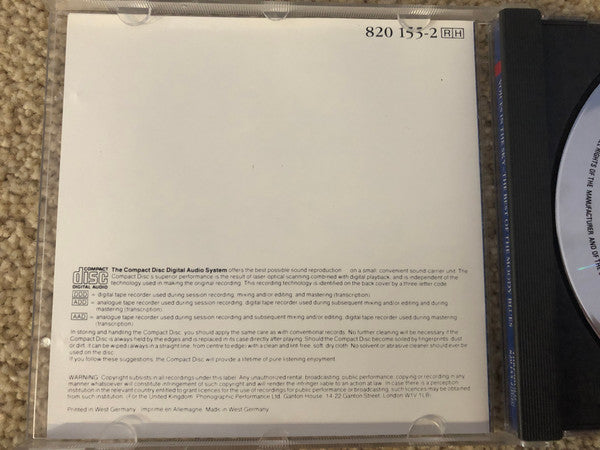 820 155-2 RH
COMPACT
disc
DIGITAL AUDIO
The Compact Disc Digital Audio System offers the best possible sound reproduction on a small, convenient sound carrier unit. The
Compact Disc's superior performance is the result of laser optical scanning combined with digital playback, and is independent of the
technology used in making the original recording. This recording technology is identified on the back cover by a three letter code:
DDD = digital tape recorder used during session recording, mixing and/or editing, and mastering (transcription)
ADD = analogue tape recorder used during session recording, digital tape recorder used during subsequent mixing and/or editing and during
mastering (transcription)
AAD = analogue tape recorder used during session recording and subsequent mixing and/or editing, digital tape recorder used during mastering
(transcription)
In storing and handling the Compact Disc, you should apply the same care as with conventional records. No further cleaning will be necessary if the
Compact Disc is always held by the edges and is replaced in its case directly after playing. Should the Compact Disc become soiled by fingerprints, dust
or dirt, it can be wiped (always in a straight line, from centre to edge) with a clean and lint free, soft, dry cloth. No solvent or abrasive cleaner should ever be
used on the disc.
If you follow these suggestions, the Compact Disc will provide a lifetime of pure listening enjoyment.
WARNING: Copyright subsists in all recordings under this label. Any unauthorized rental, broadcasting, public performance, copying or recording in any
manner whatsoever will constitute infringement of such copyright and will render the infringer liable to an action at law. In case there is a perception
institution in the relevant country entitled to grant licences for the use of recordings for public performance or broadcasting, such licences may be obtained
from such institution. (For the United Kingdom: Phonographic Performance Ltd. Ganton House, 14-22 Ganton Street, London W1V 1LB)
Printed in West Germany Imprimé en Allemagne Made in West Germany
VOICES IN THE SKY - THE BEST OF THE MOODY BLUES
RIGHTS OF THE MANUFACTURER AND OF THE